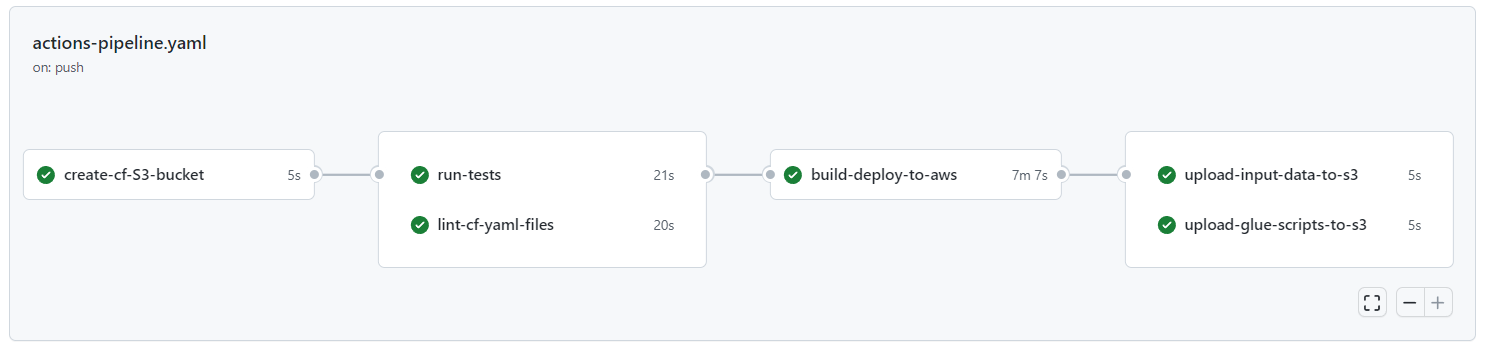 actions-pipeline.yaml
on: push
create-cf-S3-bucket 5s
run-tests 21s
lint-cf-yaml-files 20s
build-deploy-to-aws 7m 7s
upload-input-data-to-s3 5s
upload-glue-scripts-to-s3 5s